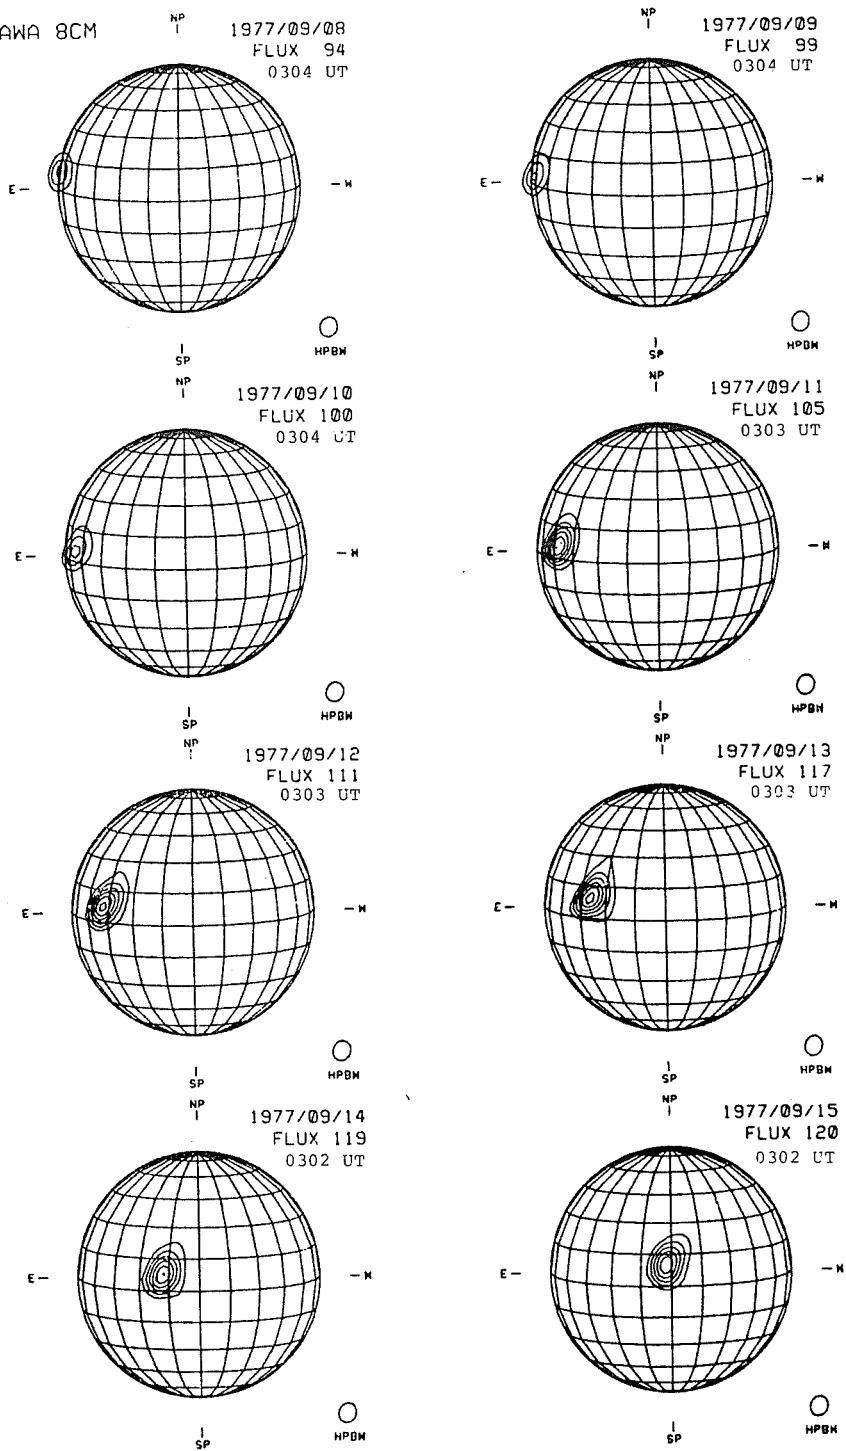 AWA 8CM
NP
1977/09/08
FLUX 94
0304 UT
E
W
HPBW
SP
NP
1977/09/09
FLUX 99
0304 UT
E
W
HPBW
SP
NP
1977/09/10
FLUX 100
0304 UT
E
W
HPBW
SP
NP
1977/09/11
FLUX 105
0303 UT
E
W
HPBW
SP
NP
1977/09/12
FLUX 111
0303 UT
E
W
HPBW
SP
NP
1977/09/13
FLUX 117
0303 UT
E
W
HPBW
SP
NP
1977/09/14
FLUX 119
0302 UT
E
W
HPBW
SP
NP
1977/09/15
FLUX 120
0302 UT
E
W
HPBW
SP